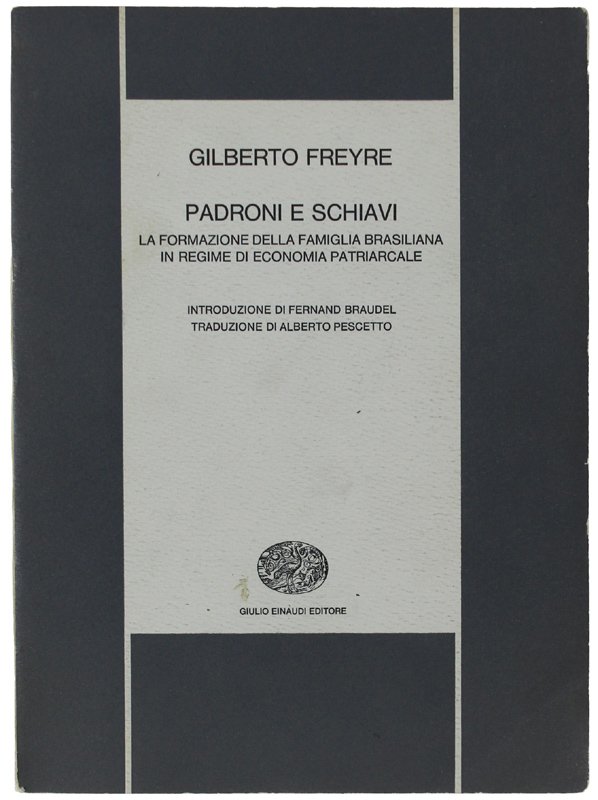 GILBERTO FREYRE
PADRONI E SCHIAVI
LA FORMAZIONE DELLA FAMIGLIA BRASILIANA
IN REGIME DI ECONOMIA PATRIARCALE
INTRODUZIONE DI FERNAND BRAUDEL
TRADUZIONE DI ALBERTO PESCETTO
GIULIO EINAUDI EDITORE